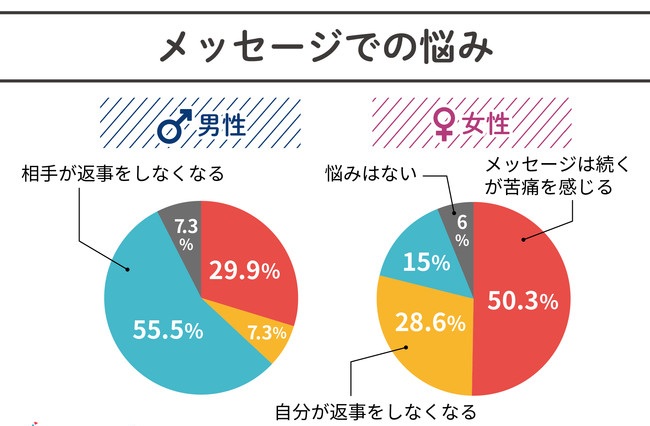 メッセージでの悩み
男性
女性
相手が返事をしなくなる
悩みはない
メッセージは続く
が苦痛を感じる
7.3
%
29.9%
7.3%
55.5%
6
%
15%
50.3%
28.6%
自分が返事をしなくなる